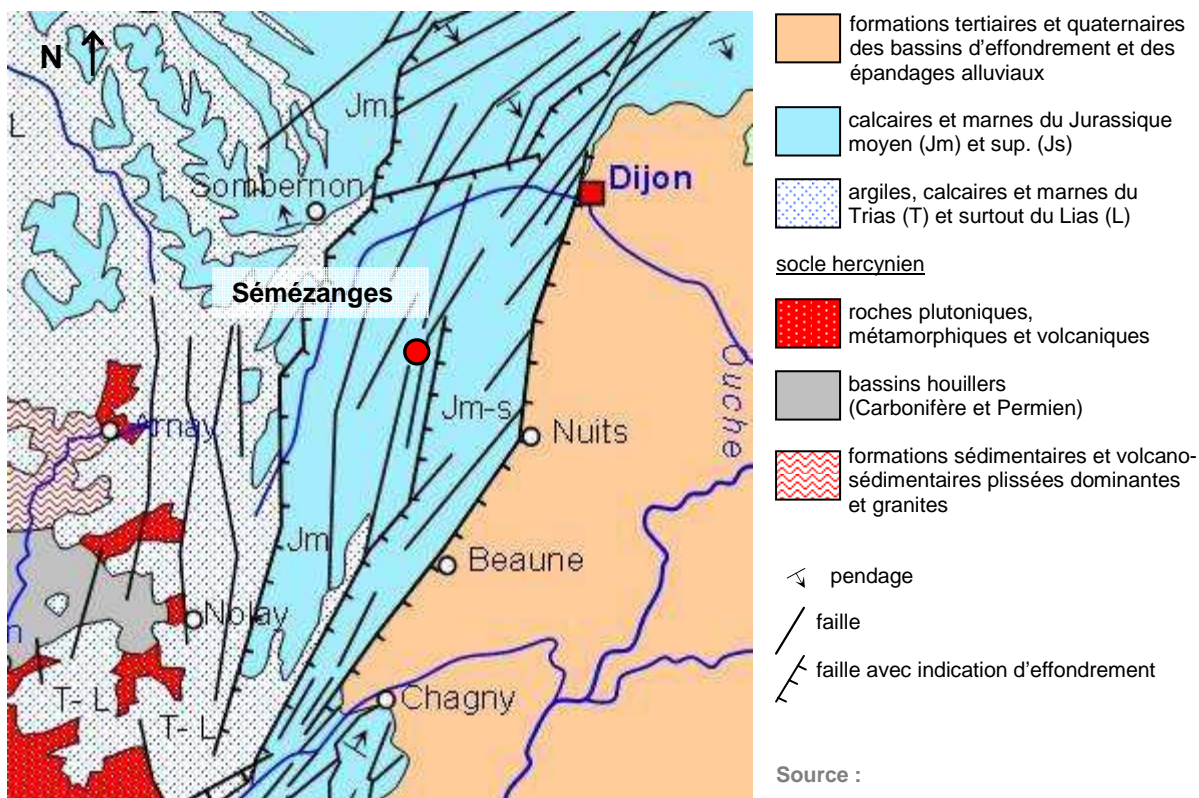 N
L
Jm
Sombernon
Dijon
Sémézanges
Ouche
Arnay
Jm-s
Nuits
Jm
Beaune
Nolay
n
T-L
T-L
Chagny
formations tertiaires et quaternaires
des bassins d'effondrement et des
épandages alluviaux
calcaires et marnes du Jurassique
moyen (Jm) et sup. (Js)
argiles, calcaires et marnes du
Trias (T) et surtout du Lias (L)
socle hercynien
roches plutoniques,
métamorphiques et volcaniques
bassins houillers
(Carbonifère et Permien)
formations sédimentaires et volcano-
sédimentaires plissées dominantes
et granites
pendage
faille
faille avec indication d'effondrement
Source :